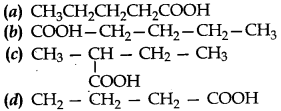 (a) CH₃CH₂CH₂CH₂COOH
(b) COOH–CH₂–CH₂–CH₂–CH₃
(c) CH₃ – CH – CH₂ – CH₃
COOH
(d) CH₂ – CH₂ – CH₂ – COOH